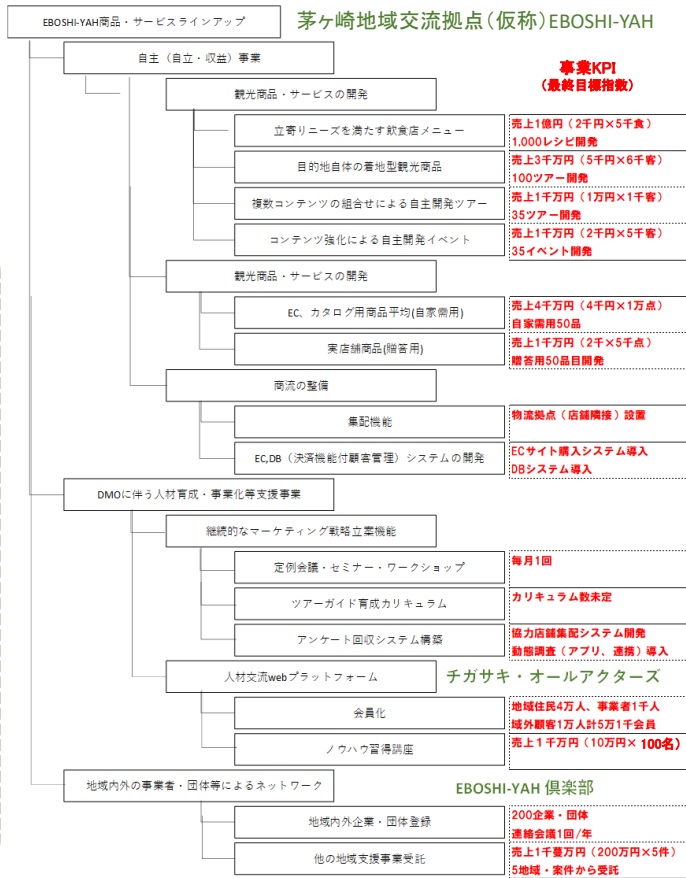 EBOSHI-YAH商品・サービスラインアップ
茅ヶ崎地域交流拠点(仮称)EBOSHI-YAH
自主（自立・収益）事業
事業KPI
（最終目標指数）
観光商品・サービスの開発
立寄りニーズを満たす飲食店メニュー
売上1億円（2千円×5千食）
1,000レシピ開発
目的地自体の着地型観光商品
売上3千万円（5千円×6千客）
100ツアー開発
複数コンテンツの組合せによる自主開発ツアー
売上1千万円（1万円×1千客）
35ツアー開発
コンテンツ強化による自主開発イベント
売上1千万円（2千円×5千客）
35イベント開発
観光商品・サービスの開発
EC、カタログ用商品平均(自家需用)
売上4千万円（4千円×1万点）
自家需用50品
実店舗商品(贈答用)
売上1千万円（2千×5千点）
贈答用50品目開発
商流の整備
集配機能
物流拠点（店舗隣接）設置
EC,DB（決済機能付顧客管理）システムの開発
ECサイト購入システム導入
DBシステム導入
DMOに伴う人材育成・事業化等支援事業
継続的なマーケティング戦略立案機能
定例会議・セミナー・ワークショップ
毎月1回
ツアーガイド育成カリキュラム
カリキュラム数未定
アンケート回収システム構築
協力店舗集配システム開発
動態調査（アプリ、連携）導入
人材交流webプラットフォーム
チガサキ・オールアクターズ
会員化
地域住民4万人、事業者1千人
域外顧客1万人計5万1千会員
ノウハウ習得講座
売上１千万円（10万円× 100名）
地域内外の事業者・団体等によるネットワーク
EBOSHI-YAH 倶楽部
地域内外企業・団体登録
200企業・団体
連絡会議1回/年
他の地域支援事業受託
売上1千蔓万円（200万円×5件）
5地域・案件から受託